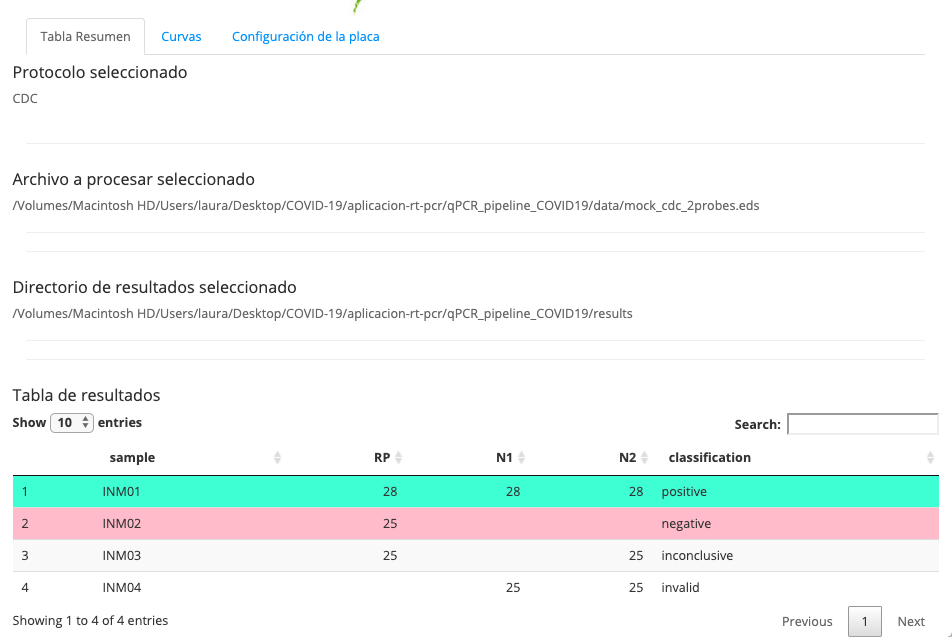 Tabla Resumen Curvas Configuración de la placa
Protocolo seleccionado
CDC
Archivo a procesar seleccionado
/Volumes/Macintosh HD/Users/laura/Desktop/COVID-19/aplicacion-rt-pcr/qPCR_pipeline_COVID19/data/mock_cdc_2probes.eds
Directorio de resultados seleccionado
/Volumes/Macintosh HD/Users/laura/Desktop/COVID-19/aplicacion-rt-pcr/qPCR_pipeline_COVID19/results
Tabla de resultados
Show 10 entries Search:
sample RP N1 N2 classification
1 INM01 28 28 28 positive
2 INM02 25 negative
3 INM03 25 25 inconclusive
4 INM04 25 25 invalid
Showing 1 to 4 of 4 entries Previous 1 Next